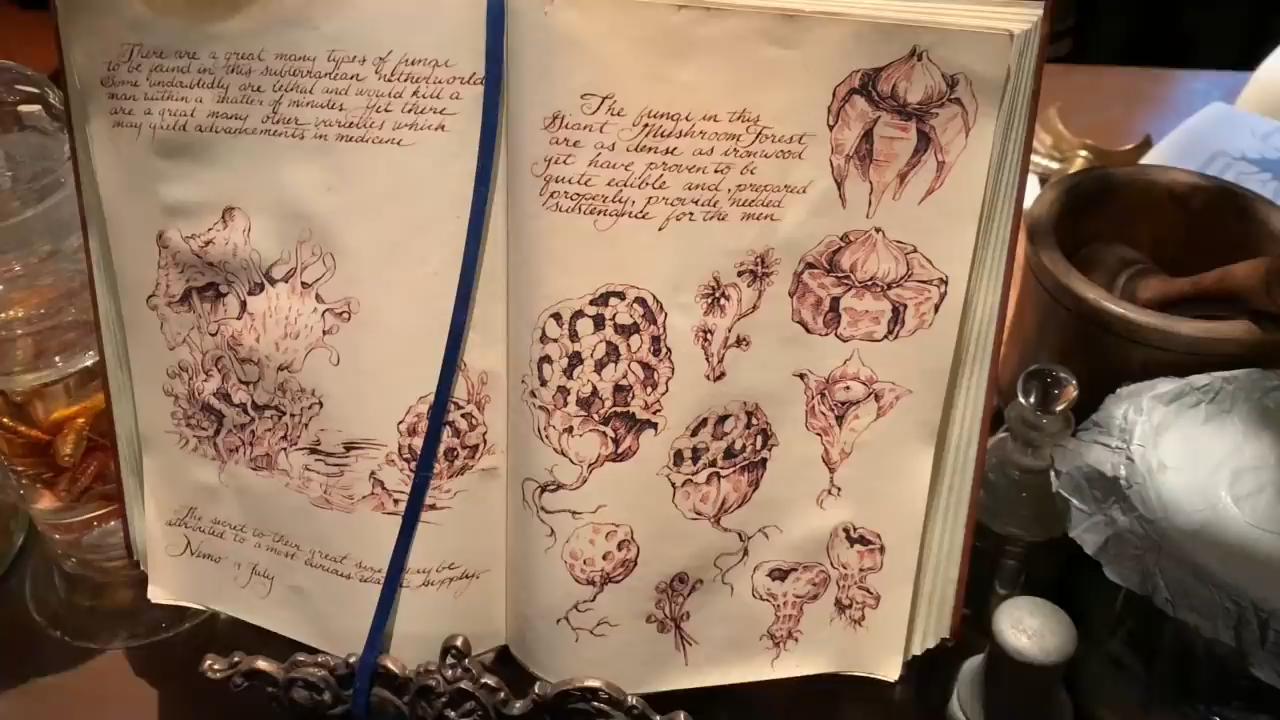 There are a great many types of fungi
to be found in this subterranean netherworld
Some undoubtedly are lethal and would kill a
man within a matter of minutes. Yet there
are a great many other varieties which
may yield advancements in medicine
The secret to their great size may be
attributed to a most curious water supply.
Nemo July
The fungi in this
Giant Mushroom Forest
are as dense as ironwood
yet have proven to be
quite edible and, prepared
properly, provide needed
sustenance for the men